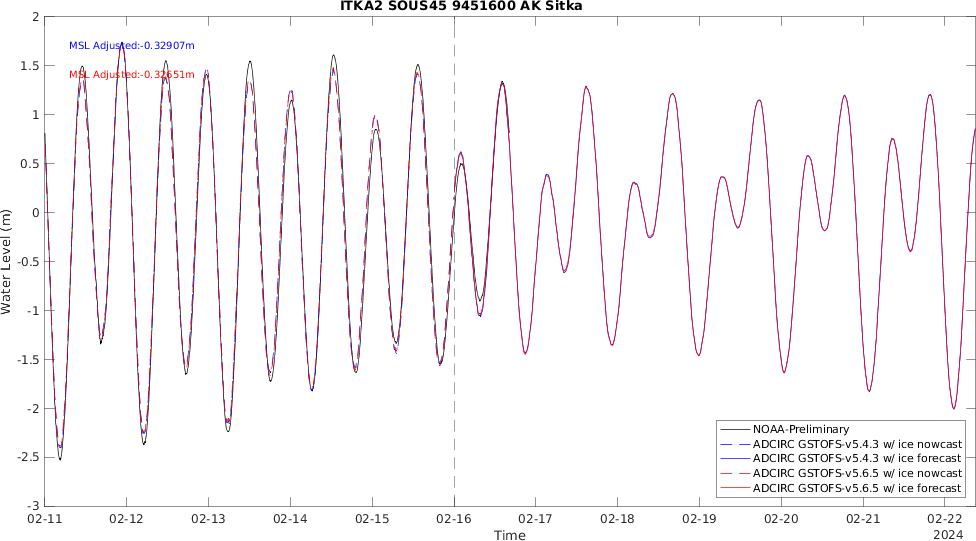 ITKA2 SOUS45 9451600 AK Sitka
2
1.5
1
0.5
0
-0.5
-1
-1.5
-2
-2.5
-3
Water Level (m)
MSL Adjusted:-0.32907m
MSL Adjusted:-0.32651m
NOAA-Preliminary
ADCIRC GSTOFS-v5.4.3 w/ ice nowcast
ADCIRC GSTOFS-v5.4.3 w/ ice forecast
ADCIRC GSTOFS-v5.6.5 w/ ice nowcast
ADCIRC GSTOFS-v5.6.5 w/ ice forecast
02-11 02-12 02-13 02-14 02-15 02-16 02-17 02-18 02-19 02-20 02-21 02-22
Time
2024